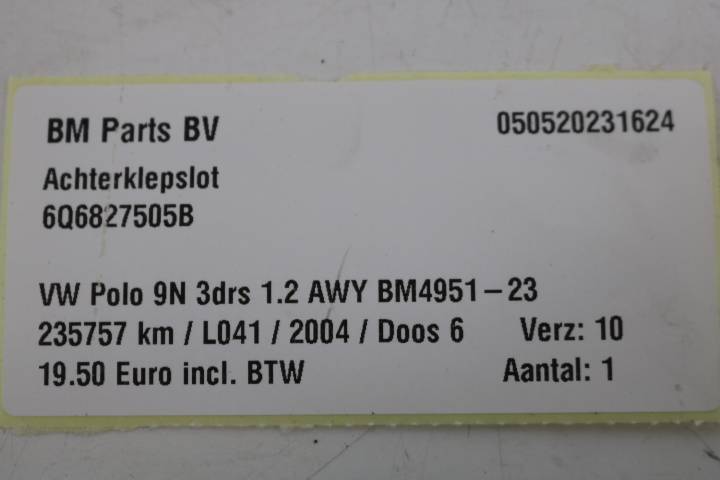 BM Parts BV 050520231624
Achterklepslot
6Q6827505B
VW Polo 9N 3drs 1.2 AWY BM4951-23
235757 km / L041 / 2004 / Doos 6 Verz: 10
19.50 Euro incl. BTW Aantal: 1